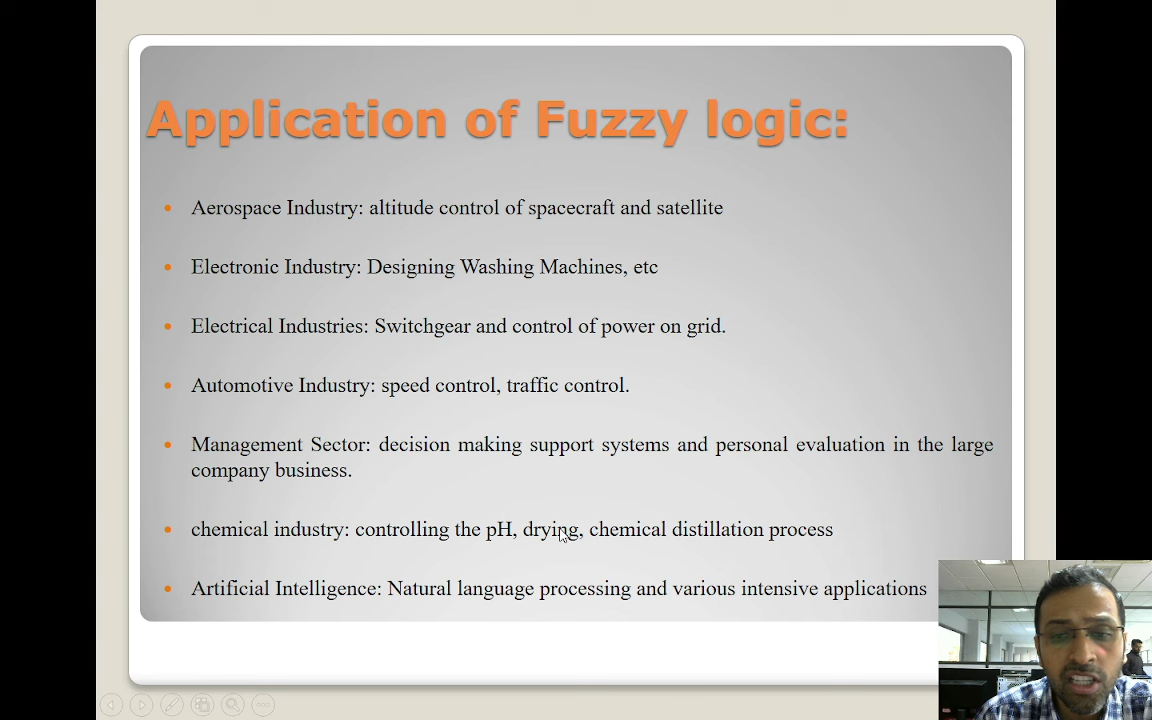 Application of Fuzzy logic:
Aerospace Industry: altitude control of spacecraft and satellite
Electronic Industry: Designing Washing Machines, etc
Electrical Industries: Switchgear and control of power on grid.
Automotive Industry: speed control, traffic control.
Management Sector: decision making support systems and personal evaluation in the large
company business.
chemical industry: controlling the pH, drying, chemical distillation process
Artificial Intelligence: Natural language processing and various intensive applications